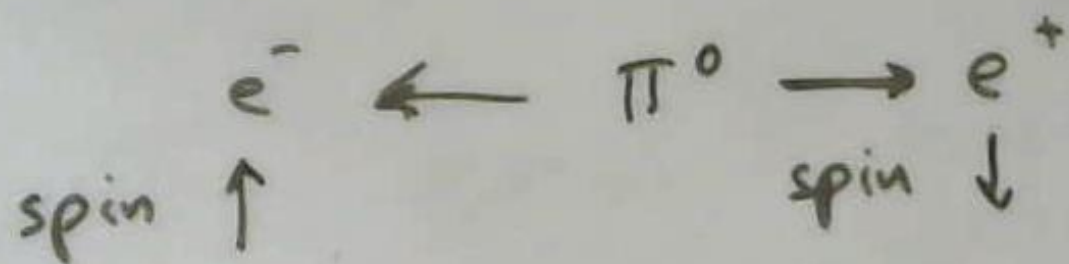 e⁻ ← π⁰ → e⁺
spin ↑ spin ↓